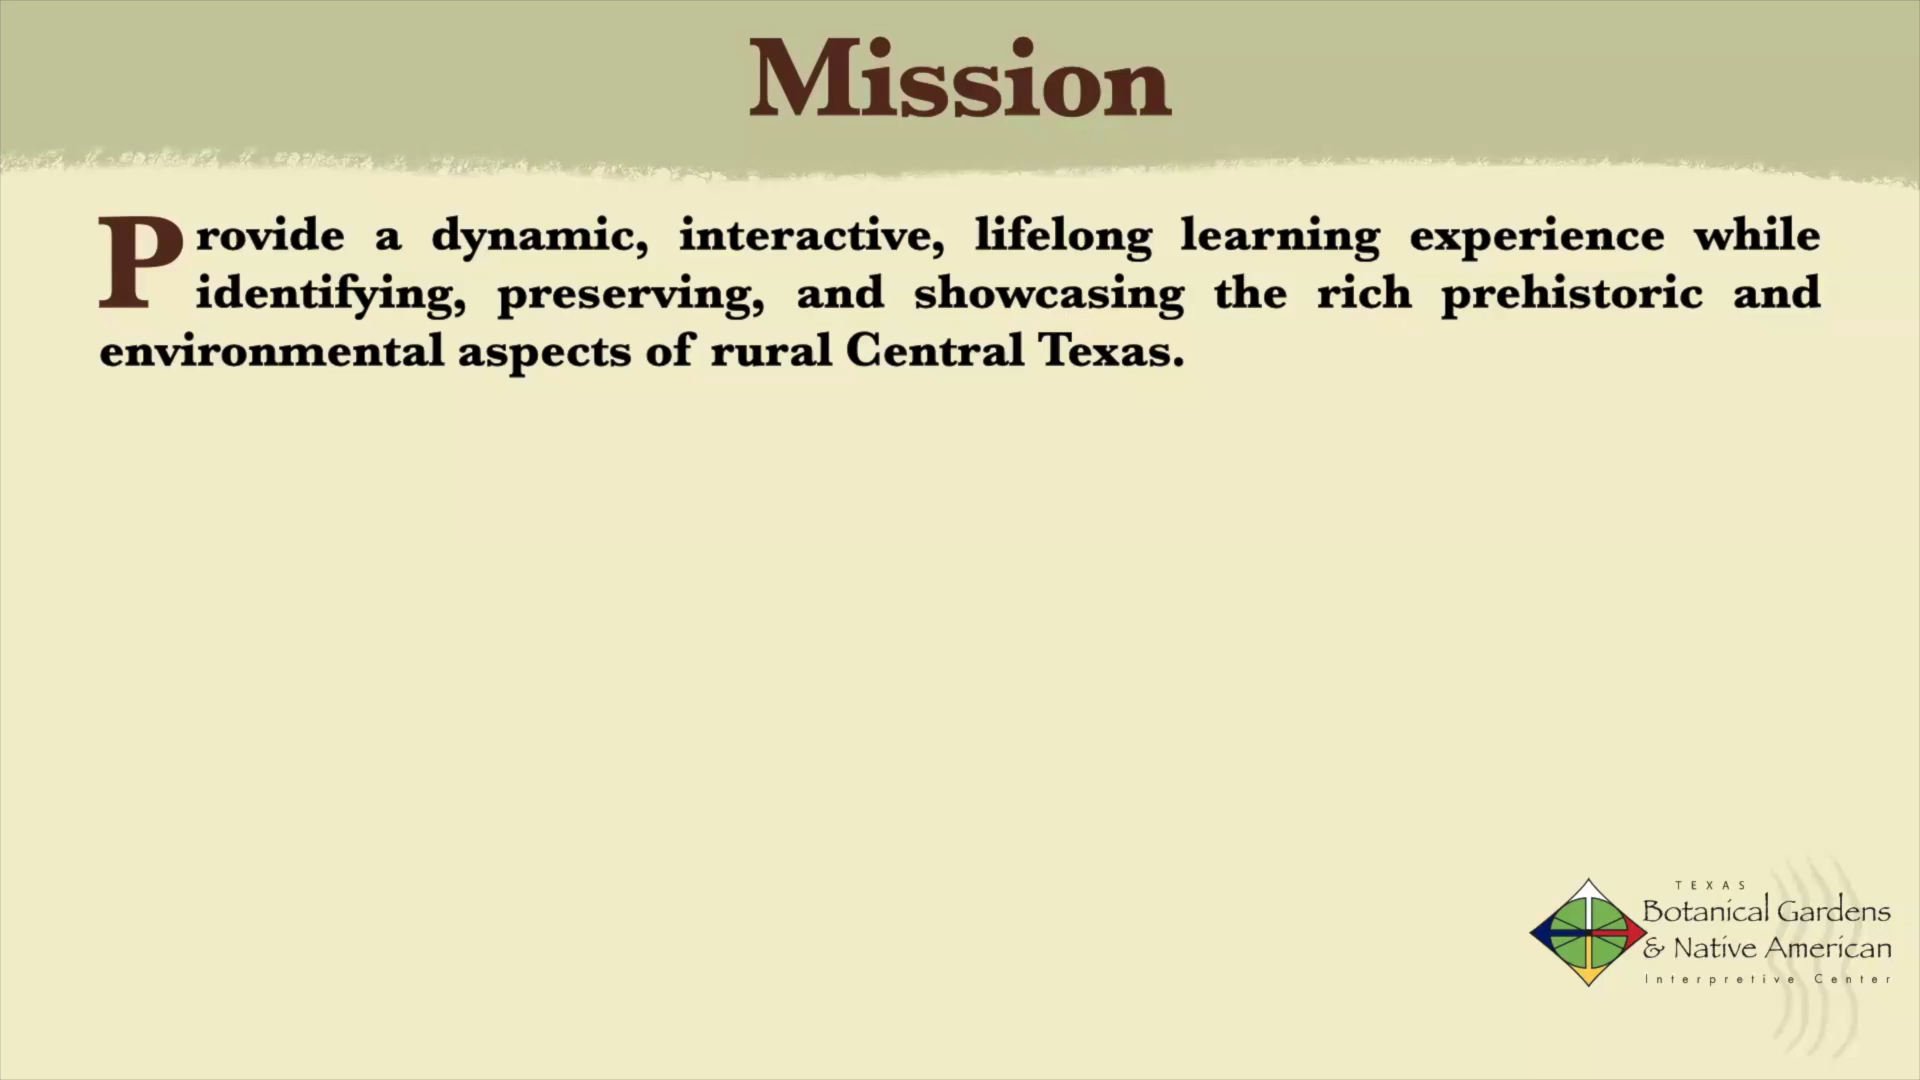 Mission
Provide a dynamic, interactive, lifelong learning experience while
identifying, preserving, and showcasing the rich prehistoric and
environmental aspects of rural Central Texas.
TEXAS
Botanical Gardens
& Native American
Interpretive Center